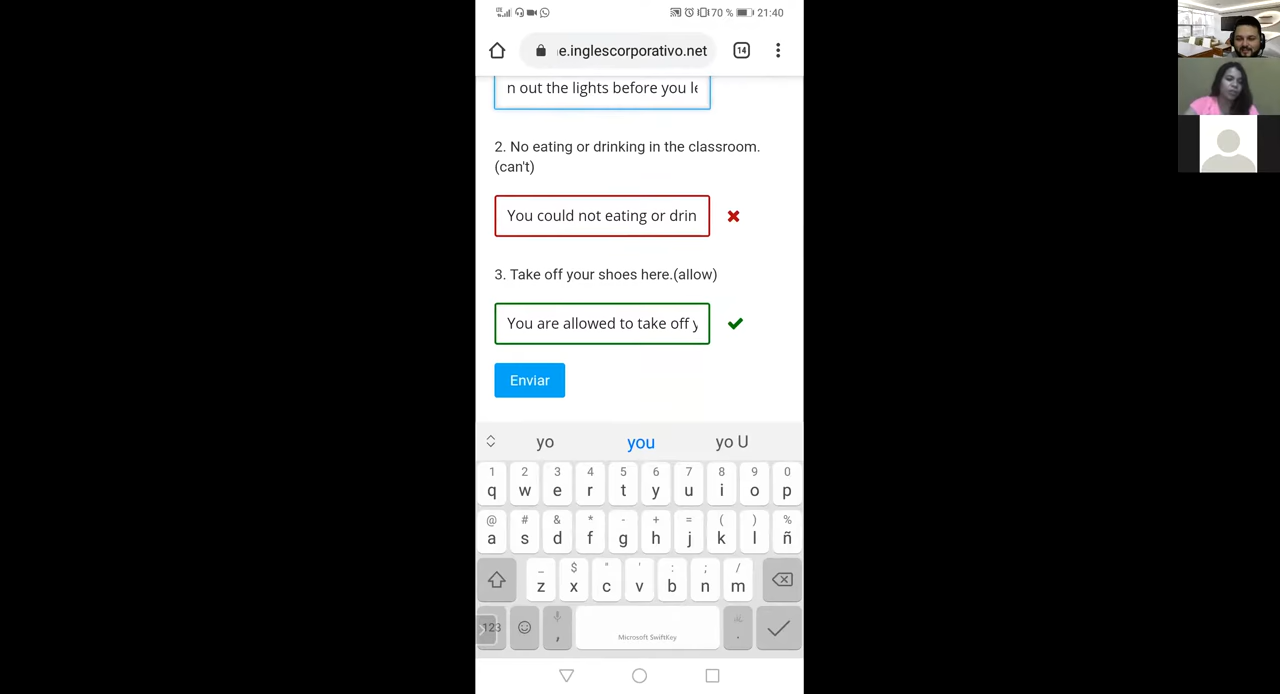 LTE 70 % 21:40
e.inglescorporativo.net 14
n out the lights before you le
2. No eating or drinking in the classroom.
(can't)
You could not eating or drin
3. Take off your shoes here.(allow)
You are allowed to take off y
Enviar
yo you yo U
1 2 3 4 5 6 7 8 9 0
q w e r t y u i o p
@ # & * - + = ( ) %
a s d f g h j k l ñ
_ $ " ' : ; /
z x c v b n m
123 , Microsoft SwiftKey .